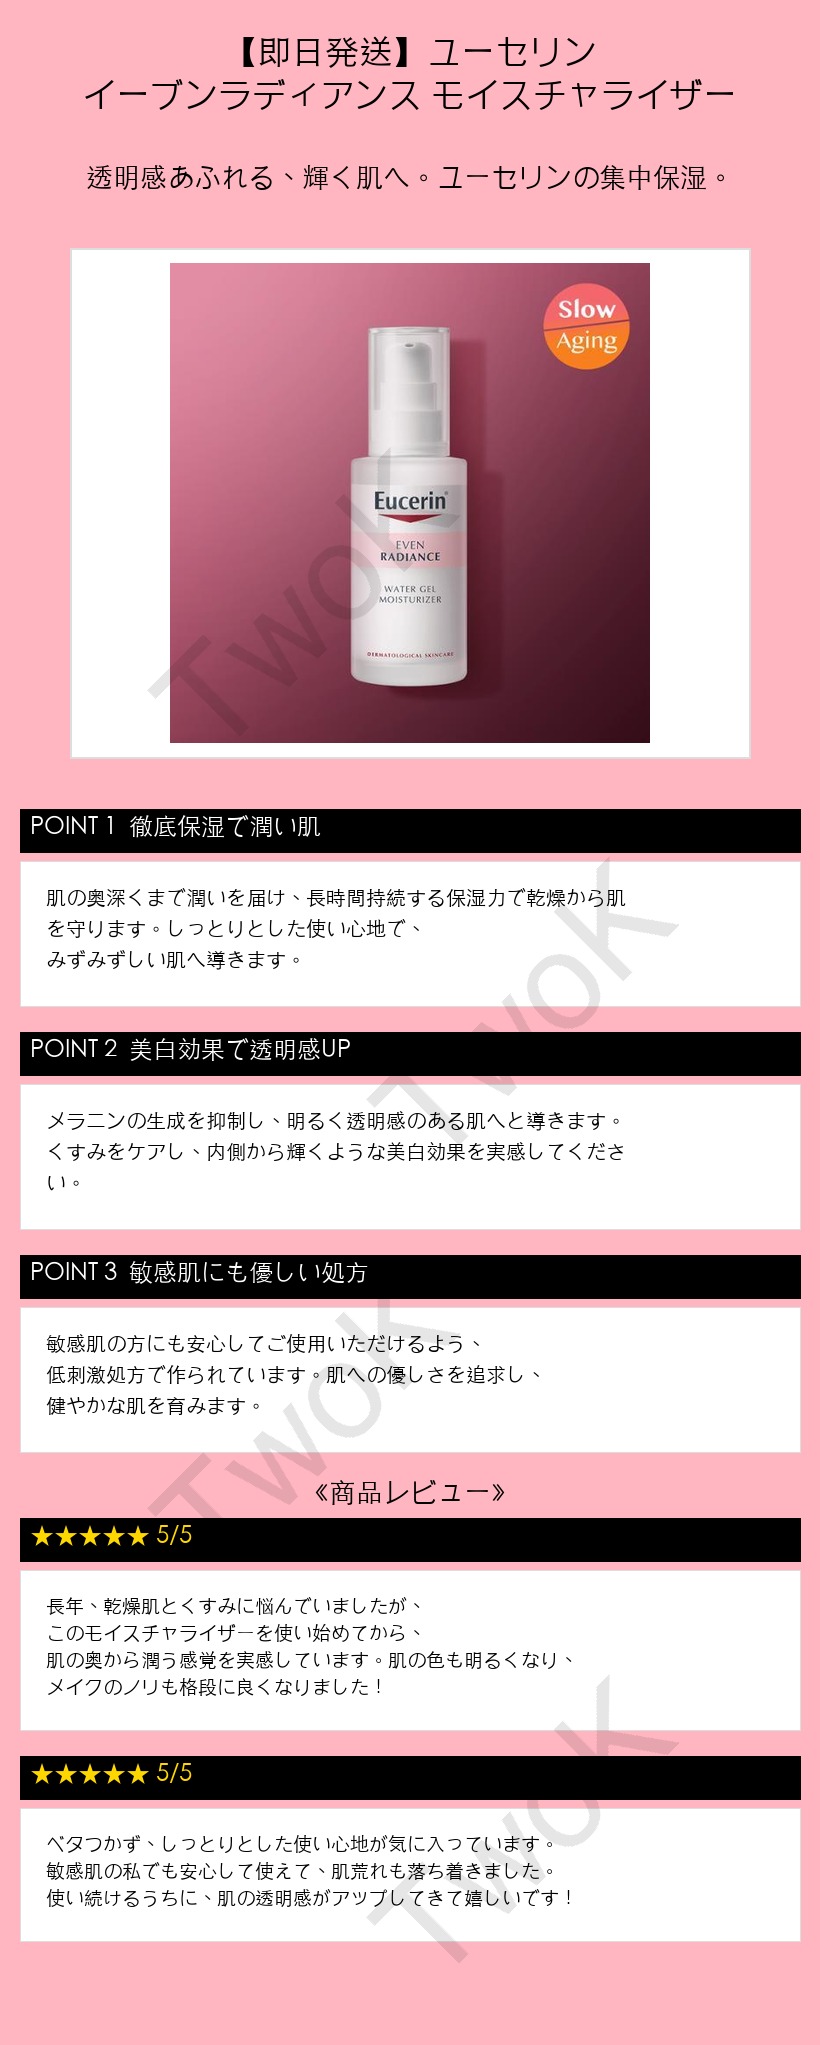 【即日発送】ユーセリン
イーブンラディアンス モイスチャライザー
透明感あふれる、輝く肌へ。ユーセリンの集中保湿。
Slow
Aging
Eucerin
EVEN
RADIANCE
WATER GEL
MOISTURIZER
DERMATOLOGICAL SKINCARE
TwoK
POINT 1 徹底保湿で潤い肌
肌の奥深くまで潤いを届け、長時間持続する保湿力で乾燥から肌
を守ります。しっとりとした使い心地で、
みずみずしい肌へ導きます。
TwoK
POINT 2 美白効果で透明感UP
メラニンの生成を抑制し、明るく透明感のある肌へと導きます。
くすみをケアし、内側から輝くような美白効果を実感してくださ
い。
POINT 3 敏感肌にも優しい処方
敏感肌の方にも安心してご使用いただけるよう、
低刺激処方で作られています。肌への優しさを追求し、
健やかな肌を育みます。
TwoK
《商品レビュー》
★★★★★ 5/5
長年、乾燥肌とくすみに悩んでいましたが、
このモイスチャライザーを使い始めてから、
肌の奥から潤う感覚を実感しています。肌の色も明るくなり、
メイクのノリも格段に良くなりました！
★★★★★ 5/5
ベタつかず、しっとりとした使い心地が気に入っています。
敏感肌の私でも安心して使えて、肌荒れも落ち着きました。
使い続けるうちに、肌の透明感がアップしてきて嬉しいです！
TwoK